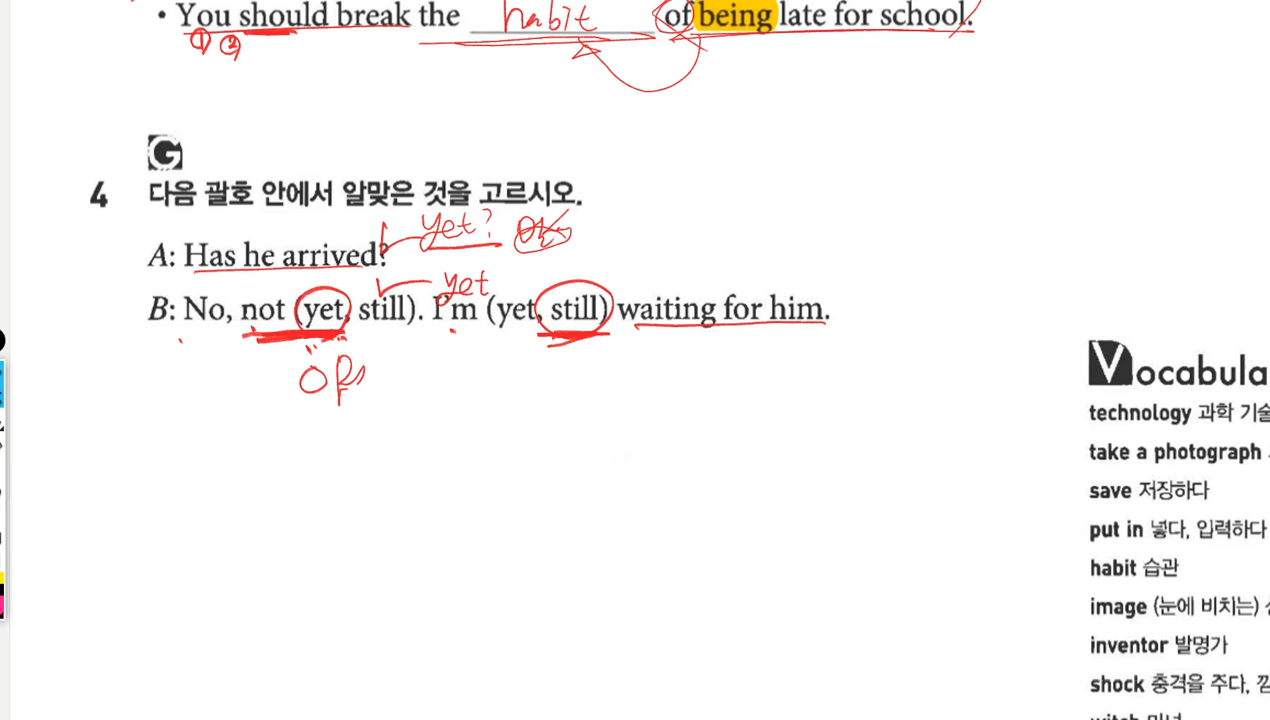 • You should break the habit of being late for school.
① ②
G
4 다음 괄호 안에서 알맞은 것을 고르시오.
yet?
A: Has he arrived?
yet
B: No, not (yet, still). I'm (yet, still) waiting for him.
Vocabula
technology 과학 기술
take a photograph
save 저장하다
put in 넣다, 입력하다
habit 습관
image (눈에 비치는)
inventor 발명가
shock 충격을 주다,